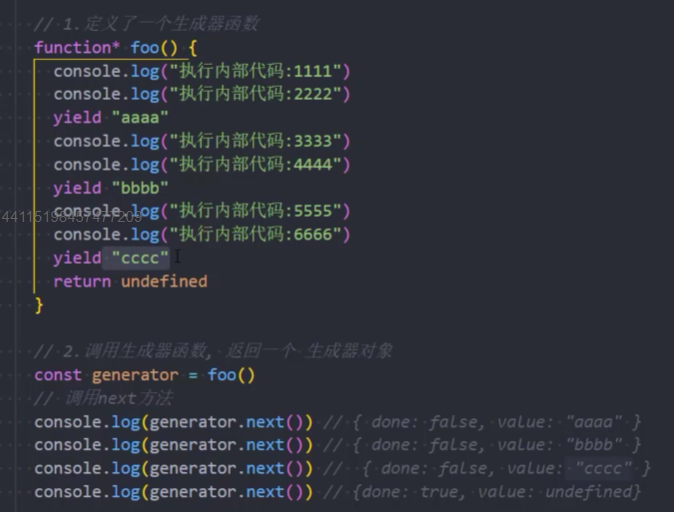 // 1.定义了一个生成器函数
function* foo() {
console.log("执行内部代码:1111")
console.log("执行内部代码:2222")
yield "aaaa"
console.log("执行内部代码:3333")
console.log("执行内部代码:4444")
yield "bbbb"
console.log("执行内部代码:5555")
console.log("执行内部代码:6666")
yield "cccc"
return undefined
}
// 2.调用生成器函数, 返回一个 生成器对象
const generator = foo()
// 调用next方法
console.log(generator.next()) // { done: false, value: "aaaa" }
console.log(generator.next()) // { done: false, value: "bbbb" }
console.log(generator.next()) // { done: false, value: "cccc" }
console.log(generator.next()) // {done: true, value: undefined}